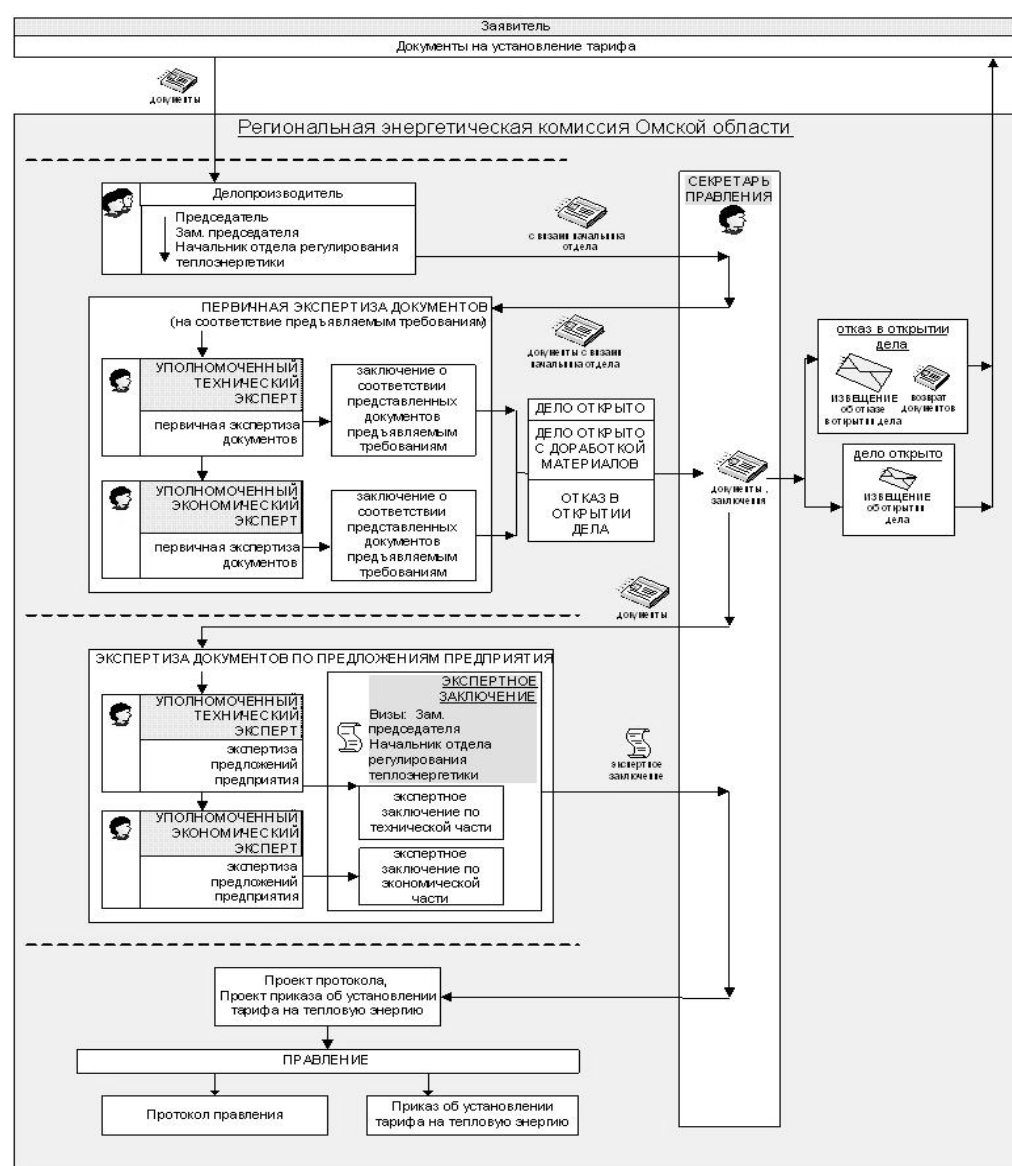 Заявитель
Документы на установление тарифа
документы
Региональная энергетическая комиссия Омской области
СЕКРЕТАРЬ
ПРАВЛЕНИЯ
Делопроизводитель
Председатель
Зам. председателя
Начальник отдела регулирования
теплоэнергетики
с визами начальника
отдела
ПЕРВИЧНАЯ ЭКСПЕРТИЗА ДОКУМЕНТОВ
(на соответствие предъявляемым требованиям)
документы с визами
начальника отдела
УПОЛНОМОЧЕННЫЙ
ТЕХНИЧЕСКИЙ
ЭКСПЕРТ
первичная экспертиза
документов
заключение о
соответствии
представленных
документов
предъявляемым
требованиям
УПОЛНОМОЧЕННЫЙ
ЭКОНОМИЧЕСКИЙ
ЭКСПЕРТ
первичная экспертиза
документов
заключение о
соответствии
представленных
документов
предъявляемым
требованиям
ДЕЛО ОТКРЫТО
ДЕЛО ОТКРЫТО
С ДОРАБОТКОЙ
МАТЕРИАЛОВ
ОТКАЗ В
ОТКРЫТИИ
ДЕЛА
документы,
заключения
отказ в открытии
дела
ИЗВЕЩЕНИЕ
об отказе
в открытии дела
возврат
документов
дело открыто
ИЗВЕЩЕНИЕ
об открытии
дела
документы
ЭКСПЕРТИЗА ДОКУМЕНТОВ ПО ПРЕДЛОЖЕНИЯМ ПРЕДПРИЯТИЯ
УПОЛНОМОЧЕННЫЙ
ТЕХНИЧЕСКИЙ
ЭКСПЕРТ
экспертиза
предложений
предприятия
УПОЛНОМОЧЕННЫЙ
ЭКОНОМИЧЕСКИЙ
ЭКСПЕРТ
экспертиза
предложений
предприятия
ЭКСПЕРТНОЕ
ЗАКЛЮЧЕНИЕ
Визы: Зам.
председателя
Начальник отдела
регулирования
теплоэнергетики
экспертное
заключение по
технической части
экспертное
заключение по
экономической
части
экспертное
заключение
Проект протокола,
Проект приказа об установлении
тарифа на тепловую энергию
ПРАВЛЕНИЕ
Протокол правления
Приказ об установлении
тарифа на тепловую энергию